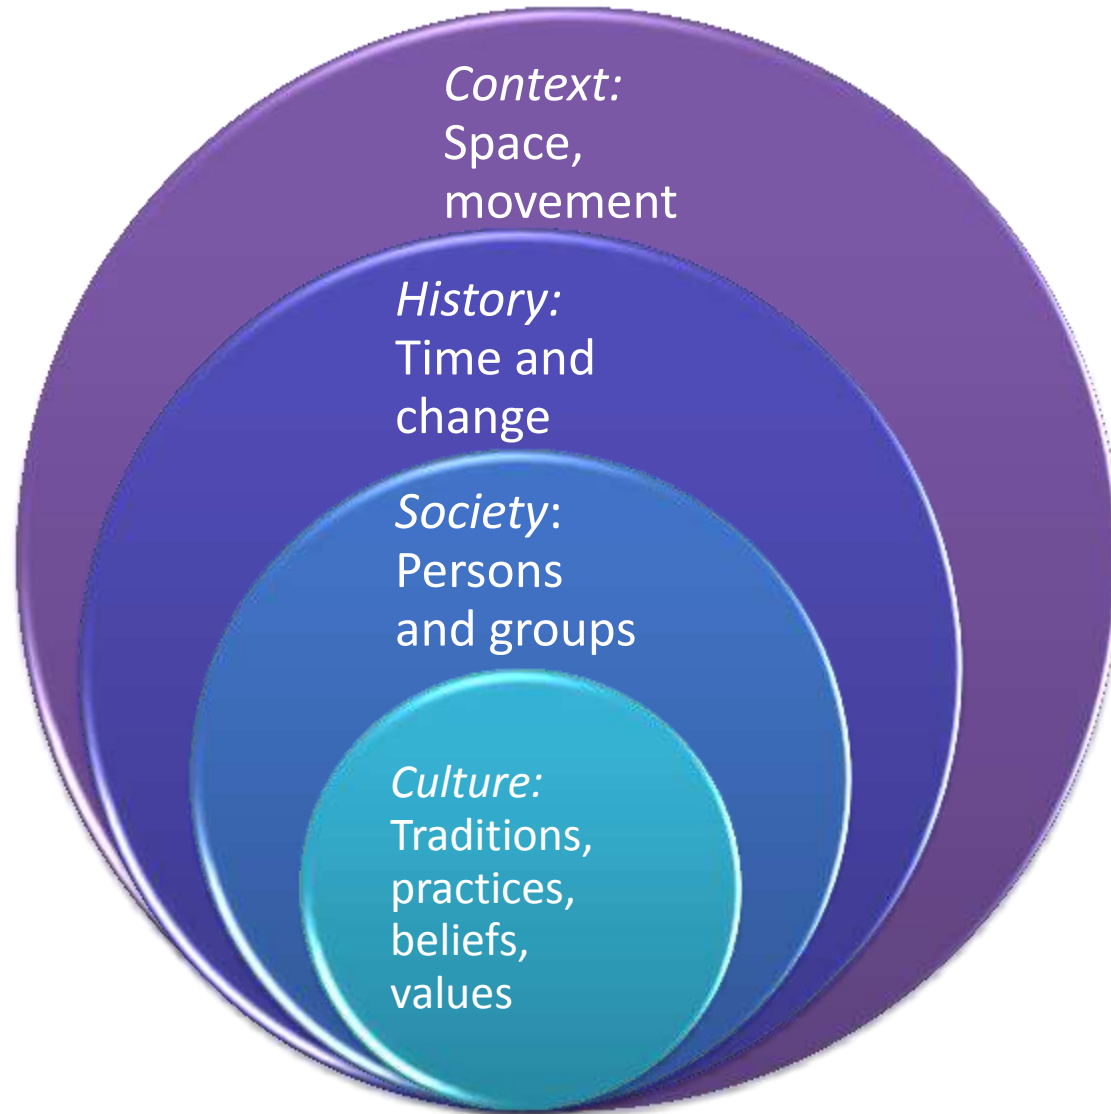 Context:
Space,
movement
History:
Time and
change
Society:
Persons
and groups
Culture:
Traditions,
practices,
beliefs,
values